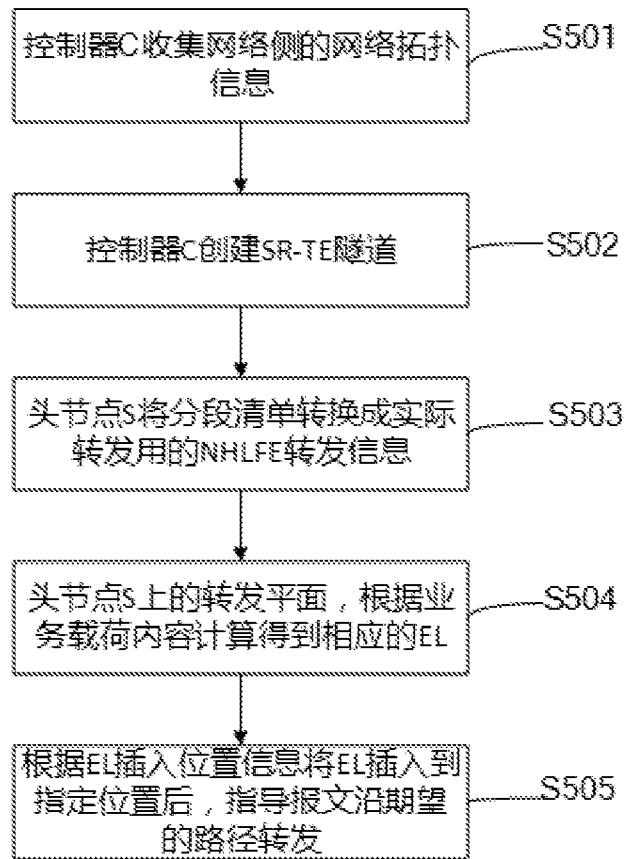 控制器C收集网络侧的网络拓扑
信息
S501
控制器C创建SR-TE隧道
S502
头节点S将分段清单转换成实际
转发用的NHLFE转发信息
S503
头节点S上的转发平面，根据业
务载荷内容计算得到相应的EL
S504
根据EL插入位置信息将EL插入到
指定位置后，指导报文沿期望
的路径转发
S505